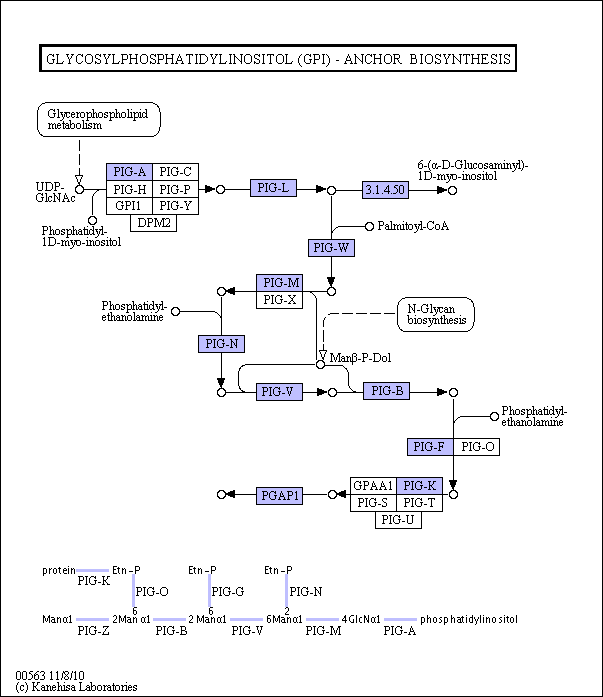 GLYCOSYLPHOSPHATIDYLINOSITOL (GPI) - ANCHOR BIOSYNTHESIS
Glycerophospholipid
metabolism
UDP-
GlcNAc
Phosphatidyl-
1D-myo-inositol
PIG-A
PIG-C
PIG-H
PIG-P
GPI1
PIG-Y
DPM2
PIG-L
3.1.4.50
6-(α-D-Glucosaminyl)-
1D-myo-inositol
Palmitoyl-CoA
PIG-W
PIG-M
PIG-X
Phosphatidyl-
ethanolamine
PIG-N
N-Glycan
biosynthesis
Manβ-P-Dol
PIG-V
PIG-B
Phosphatidyl-
ethanolamine
PIG-F
PIG-O
GPAA1
PIG-K
PIG-S
PIG-T
PIG-U
PGAP1
protein
PIG-K
Etn-P
Etn-P
Etn-P
PIG-O
PIG-G
PIG-N
6
6
2
Manα1
PIG-Z
2Manα1
PIG-B
2
Manα1
PIG-V
6Manα1
PIG-M
4GlcNα1
PIG-A
phosphatidylinositol
00563 11/8/10
(c) Kanehisa Laboratories